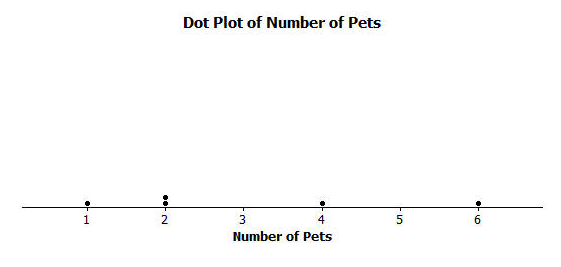 Dot Plot of Number of Pets
1 2 3 4 5 6
Number of Pets